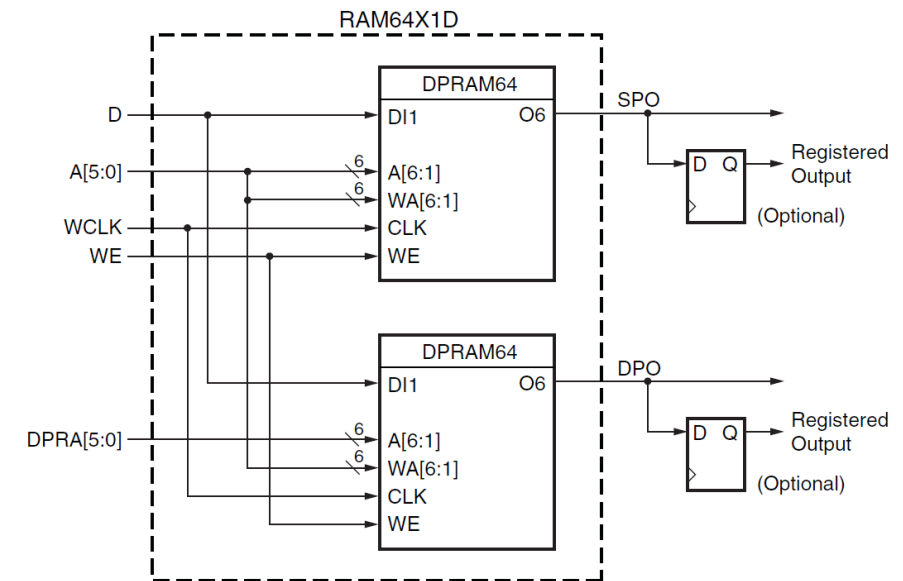 RAM64X1D
DPRAM64
D
DI1
O6
SPO
A[5:0]
6
A[6:1]
D Q
Registered
Output
6
WA[6:1]
(Optional)
WCLK
CLK
WE
WE
DPRAM64
DI1
O6
DPO
DPRA[5:0]
6
A[6:1]
D Q
Registered
Output
6
WA[6:1]
(Optional)
CLK
WE